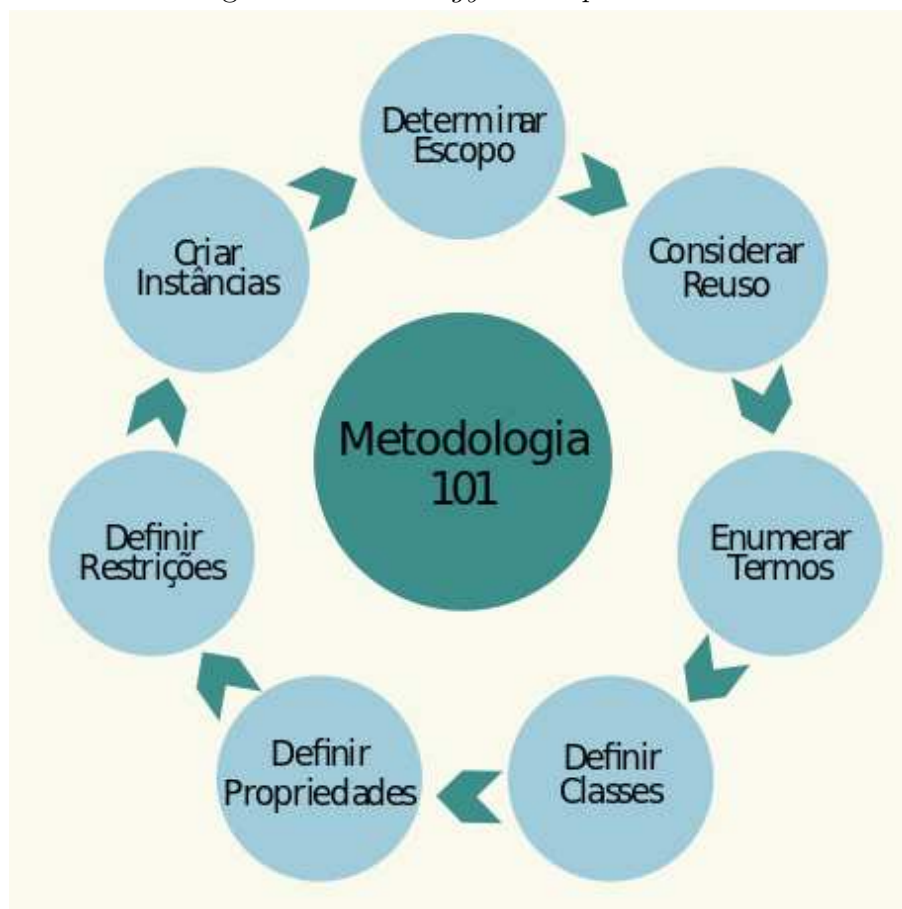 Determinar
Escopo
Considerar
Reuso
Enumerar
Termos
Definir
Classes
Definir
Propriedades
Definir
Restrições
Criar
Instâncias
Metodologia
101